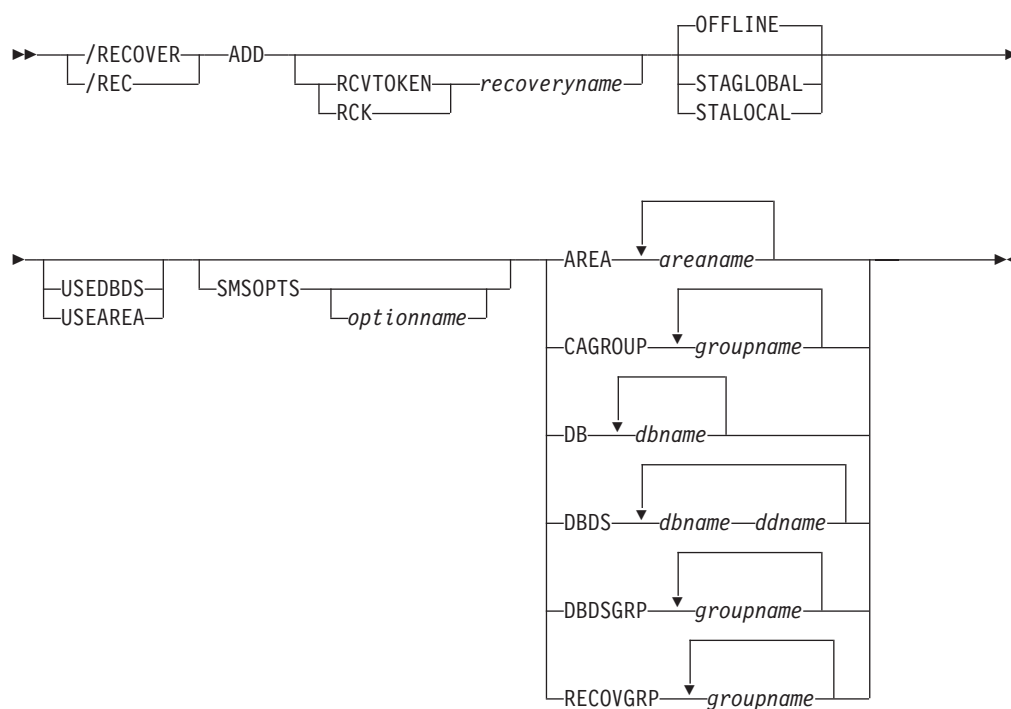 OFFLINE
/RECOVER ADD
/REC RCVTOKEN recoveryname STAGLOBAL
RCK STALOCAL
AREA areaname
USEDBDS SMSOPTS
USEAREA optionname
CAGROUP groupname
DB dbname
DBDS dbname ddname
DBDSGRP groupname
RECOVGRP groupname